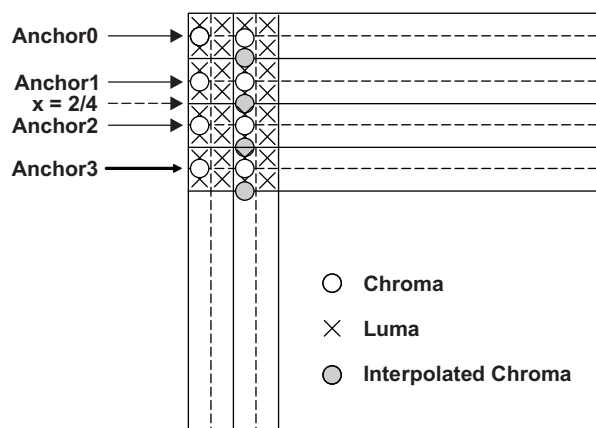 Anchor0
Anchor1
x = 2/4
Anchor2
Anchor3
Chroma
Luma
Interpolated Chroma